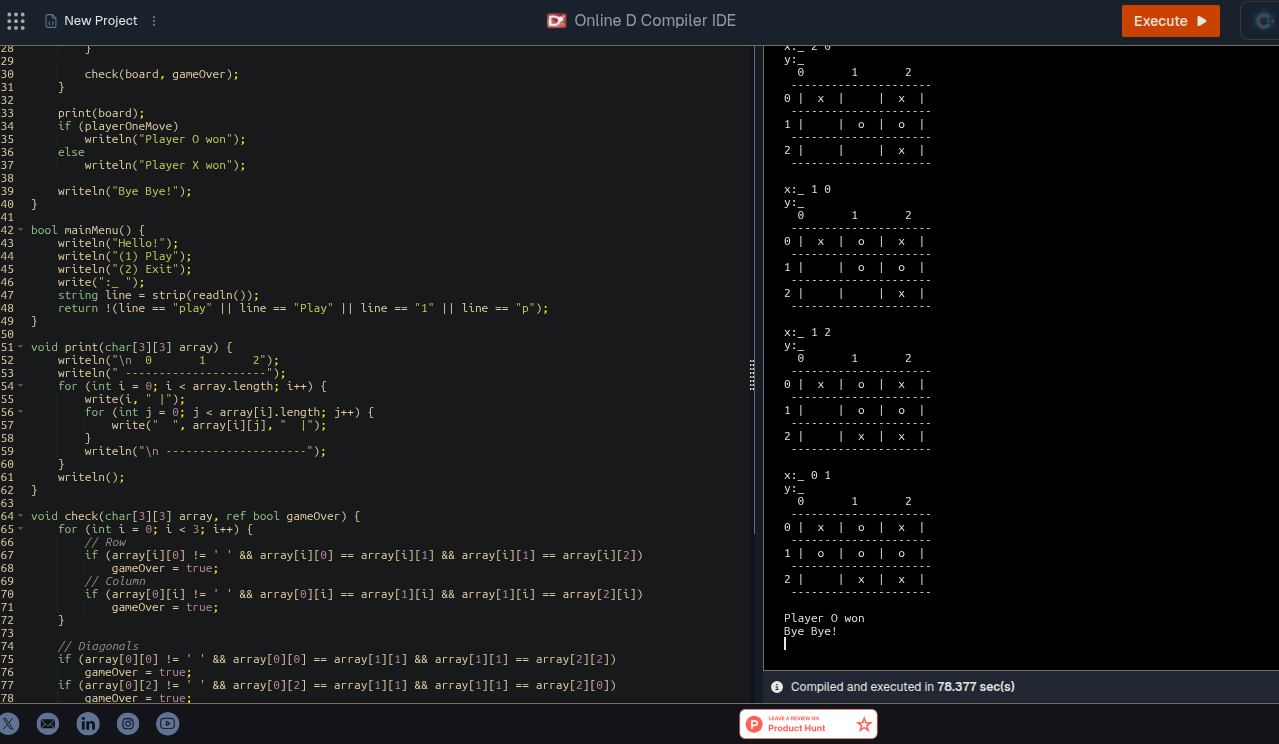 New Project
Online D Compiler IDE
Execute
28 }
29
30 check(board, gameOver);
31 }
32
33 print(board);
34 if (playerOneMove)
35 writeln("Player O won");
36 else
37 writeln("Player X won");
38
39 writeln("Bye Bye!");
40 }
41
42 bool mainMenu() {
43 writeln("Hello!");
44 writeln("(1) Play");
45 writeln("(2) Exit");
46 write(":_ ");
47 string line = strip(readln());
48 return !(line == "play" || line == "Play" || line == "1" || line == "p");
49 }
50
51 void print(char[3][3] array) {
52 writeln("\n  0       1       2");
53 writeln(" ---------------------");
54 for (int i = 0; i < array.length; i++) {
55 write(i, " |");
56 for (int j = 0; j < array[i].length; j++) {
57 write("  ", array[i][j], "  |");
58 }
59 writeln("\n ---------------------");
60 }
61 writeln();
62 }
63
64 void check(char[3][3] array, ref bool gameOver) {
65 for (int i = 0; i < 3; i++) {
66 // Row
67 if (array[i][0] != ' ' && array[i][0] == array[i][1] && array[i][1] == array[i][2])
68 gameOver = true;
69 // Column
70 if (array[0][i] != ' ' && array[0][i] == array[1][i] && array[1][i] == array[2][i])
71 gameOver = true;
72 }
73
74 // Diagonals
75 if (array[0][0] != ' ' && array[0][0] == array[1][1] && array[1][1] == array[2][2])
76 gameOver = true;
77 if (array[0][2] != ' ' && array[0][2] == array[1][1] && array[1][1] == array[2][0])
78 gameOver = true;
x:_ 2 0
y:_
0       1       2
---------------------
0 |  x  |     |  x  |
---------------------
1 |     |  o  |  o  |
---------------------
2 |     |     |  x  |
---------------------
x:_ 1 0
y:_
0       1       2
---------------------
0 |  x  |  o  |  x  |
---------------------
1 |     |  o  |  o  |
---------------------
2 |     |     |  x  |
---------------------
x:_ 1 2
y:_
0       1       2
---------------------
0 |  x  |  o  |  x  |
---------------------
1 |     |  o  |  o  |
---------------------
2 |     |  x  |  x  |
---------------------
x:_ 0 1
y:_
0       1       2
---------------------
0 |  x  |  o  |  x  |
---------------------
1 |  o  |  o  |  o  |
---------------------
2 |     |  x  |  x  |
---------------------
Player O won
Bye Bye!
Compiled and executed in 78.377 sec(s)
LEAVE A REVIEW ON
Product Hunt